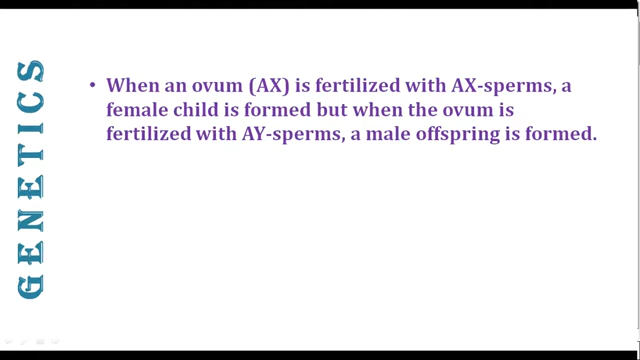 GENETICS
• When an ovum (AX) is fertilized with AX-sperms, a
female child is formed but when the ovum is
fertilized with AY-sperms, a male offspring is formed.